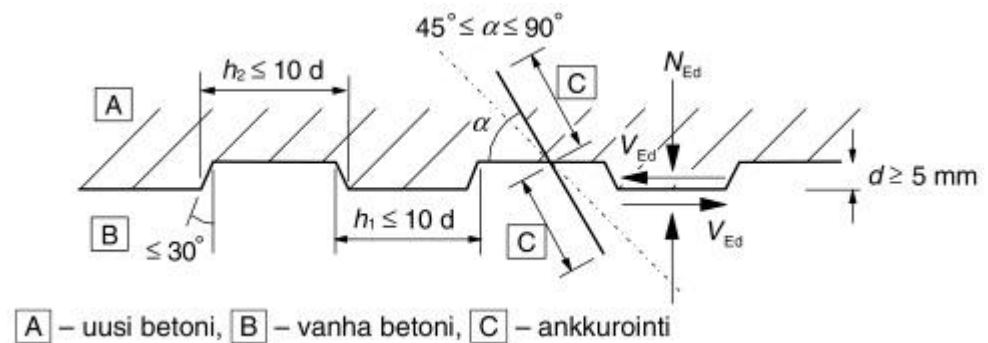 45° ≤ α ≤ 90°
h₂ ≤ 10 d
N_Ed
A
C
α
V_Ed
d ≥ 5 mm
B
≤ 30°
h₁ ≤ 10 d
C
V_Ed
A – uusi betoni, B – vanha betoni, C – ankkurointi